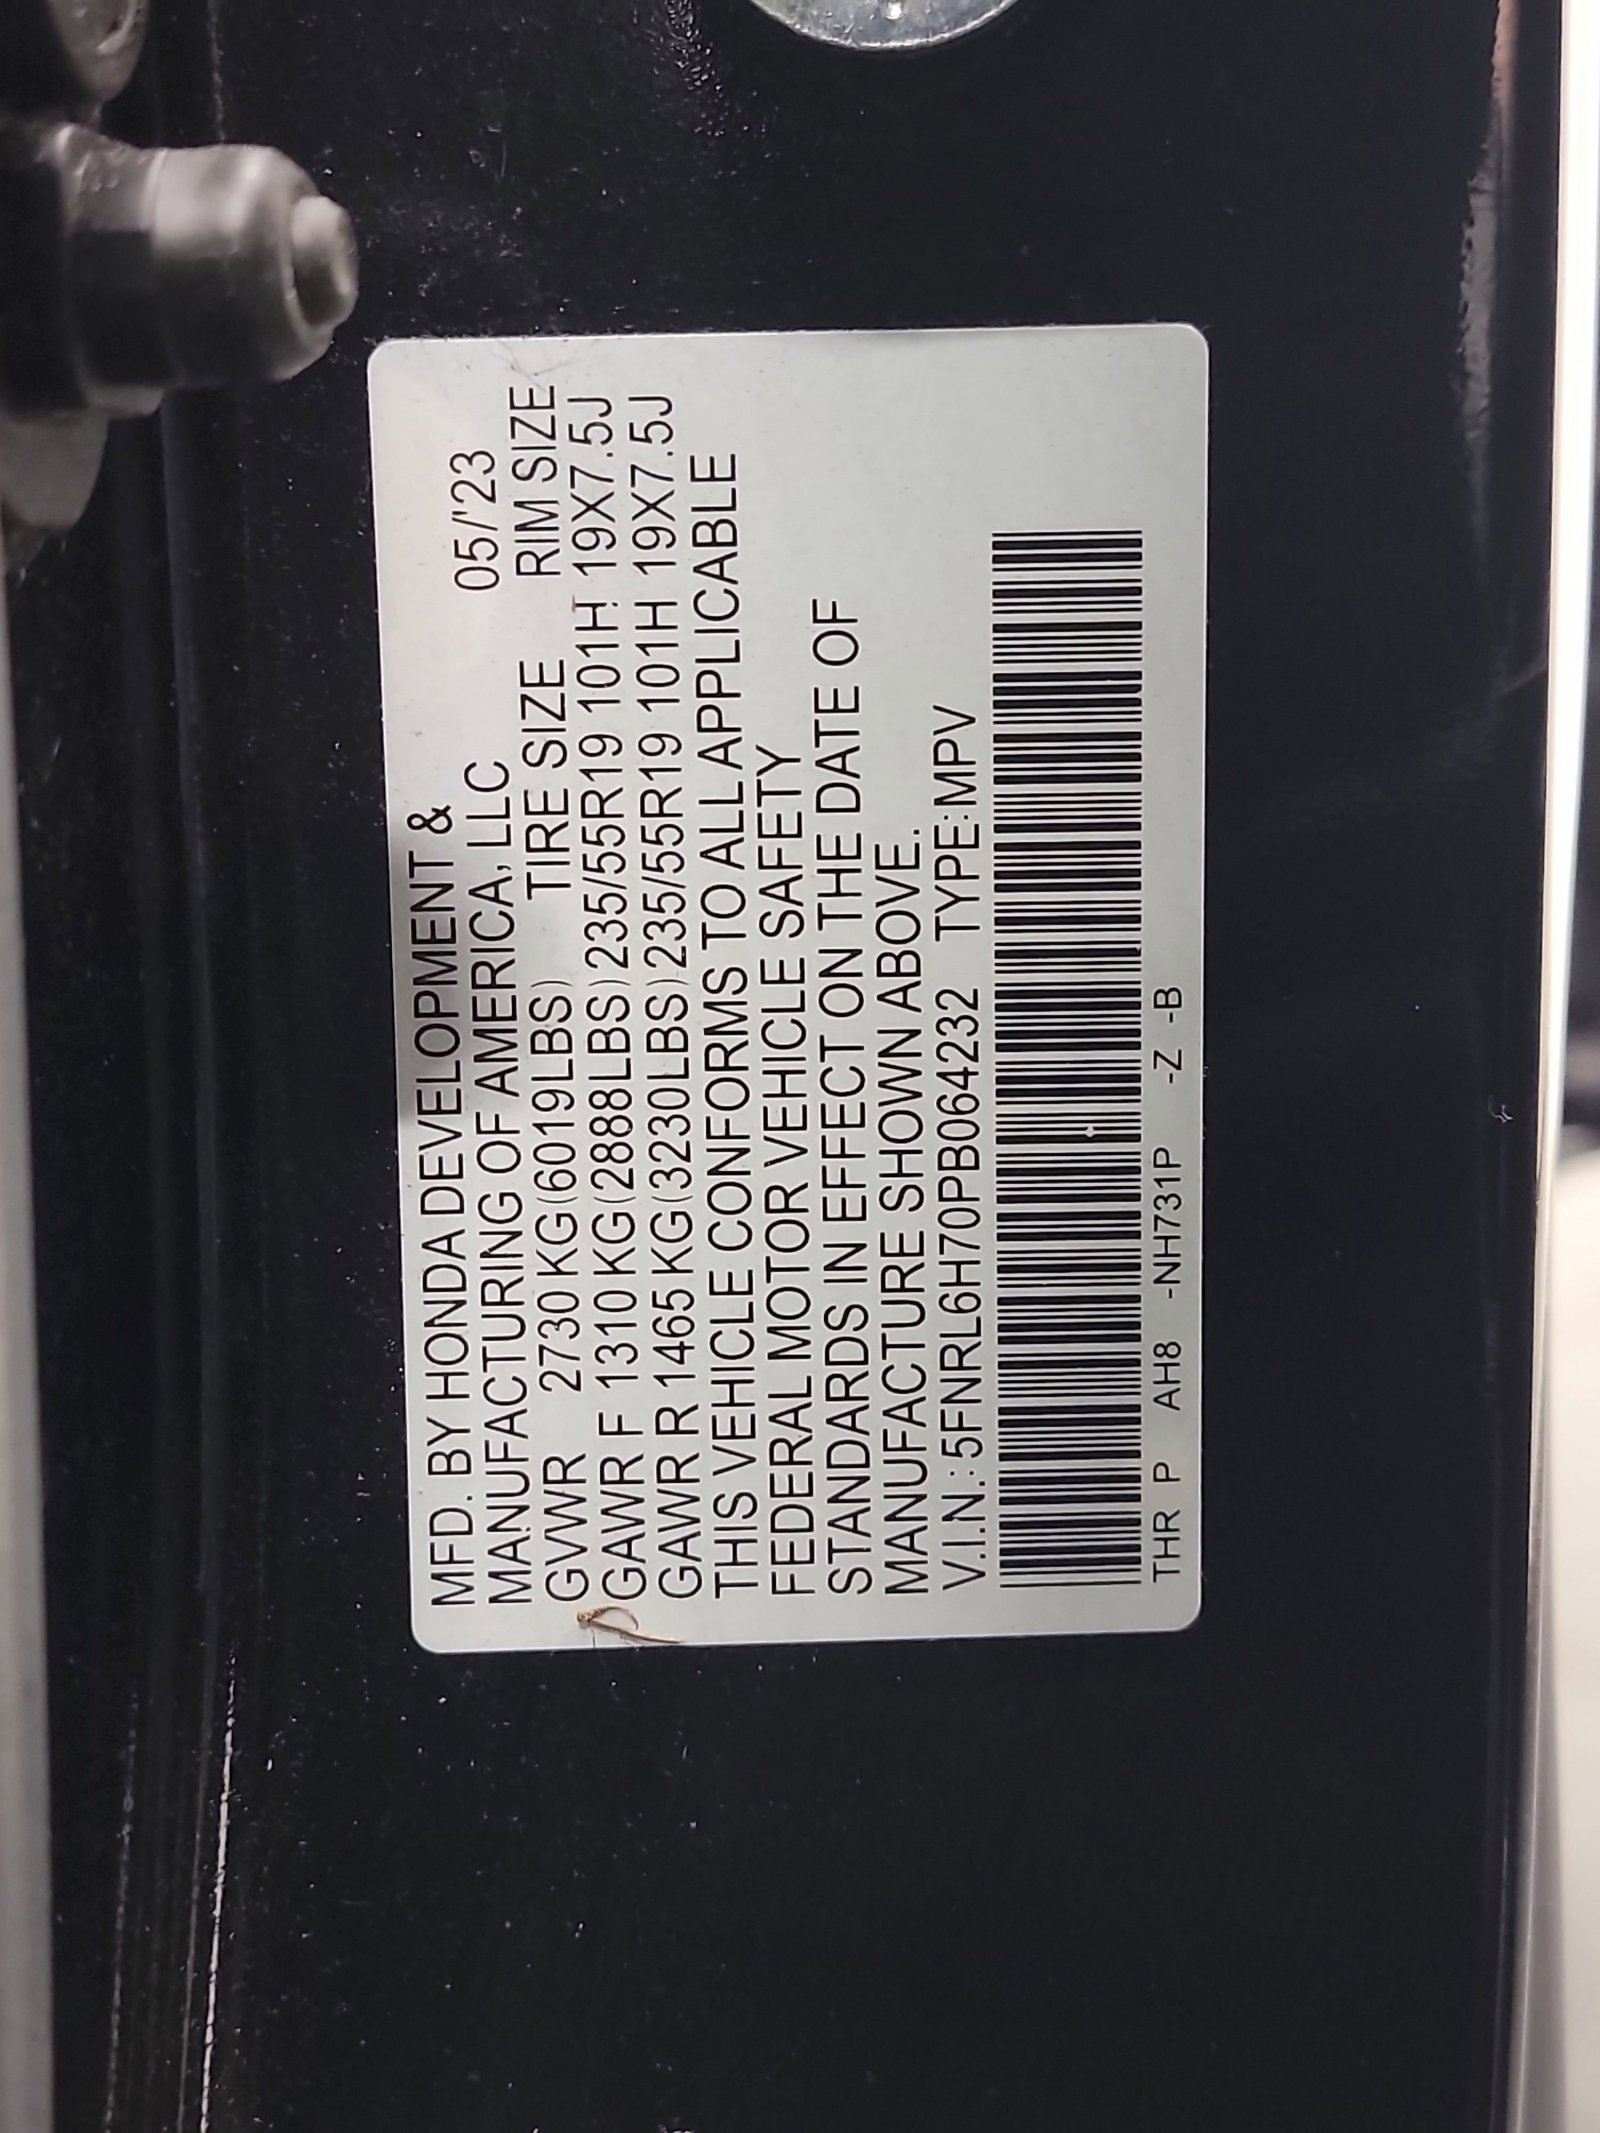 MFD. BY HONDA DEVELOPMENT &
MANUFACTURING OF AMERICA, LLC 05/'23
GVWR 2730 KG(6019LBS) TIRE SIZE RIM SIZE
GAWR F 1310 KG(2888LBS) 235/55R19 101H 19X7.5J
GAWR R 1465 KG(3230LBS) 235/55R19 101H 19X7.5J
THIS VEHICLE CONFORMS TO ALL APPLICABLE
FEDERAL MOTOR VEHICLE SAFETY
STANDARDS IN EFFECT ON THE DATE OF
MANUFACTURE SHOWN ABOVE.
V.I.N.: 5FNRL6H70PB064232 TYPE:MPV
THR P AH8 -NH731P -Z -B